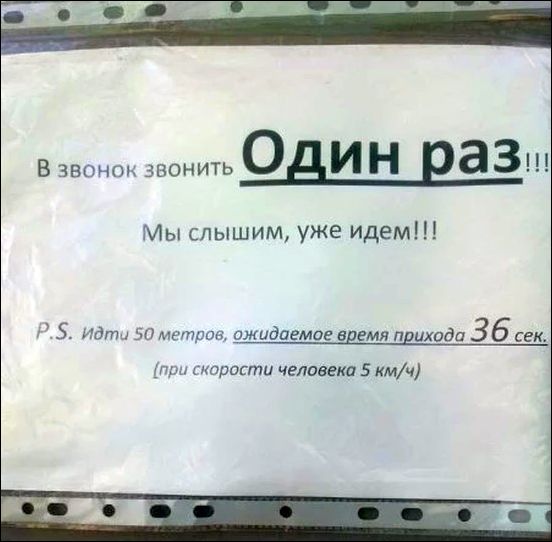 В звонок звонить Один раз!!!
Мы слышим, уже идем!!!
P.S. Идти 50 метров, ожидаемое время прихода 36 сек.
(при скорости человека 5 км/ч)